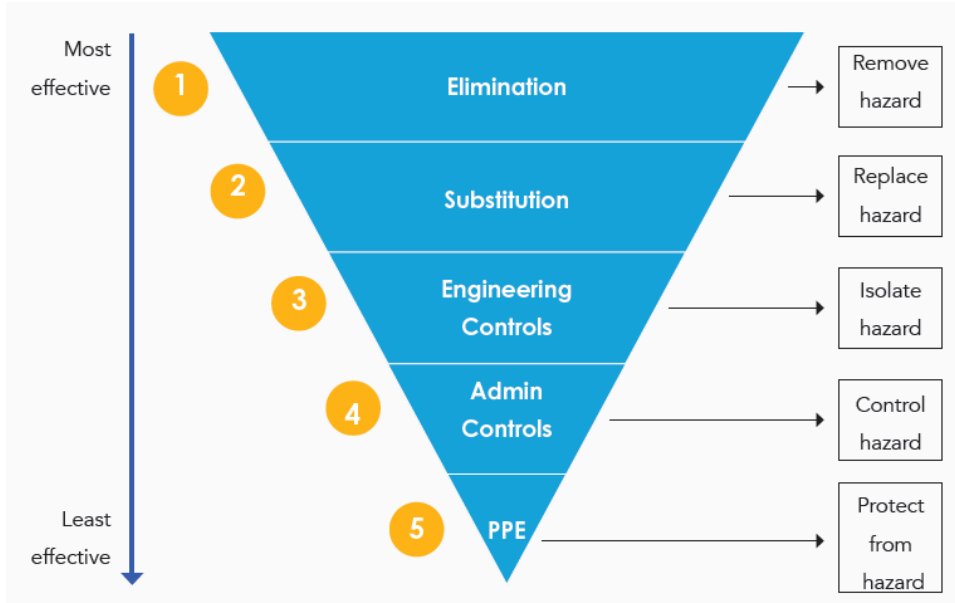 Most
effective
1
Elimination
Remove
hazard
2
Substitution
Replace
hazard
3
Engineering
Controls
Isolate
hazard
4
Admin
Controls
Control
hazard
Least
effective
5
PPE
Protect
from
hazard